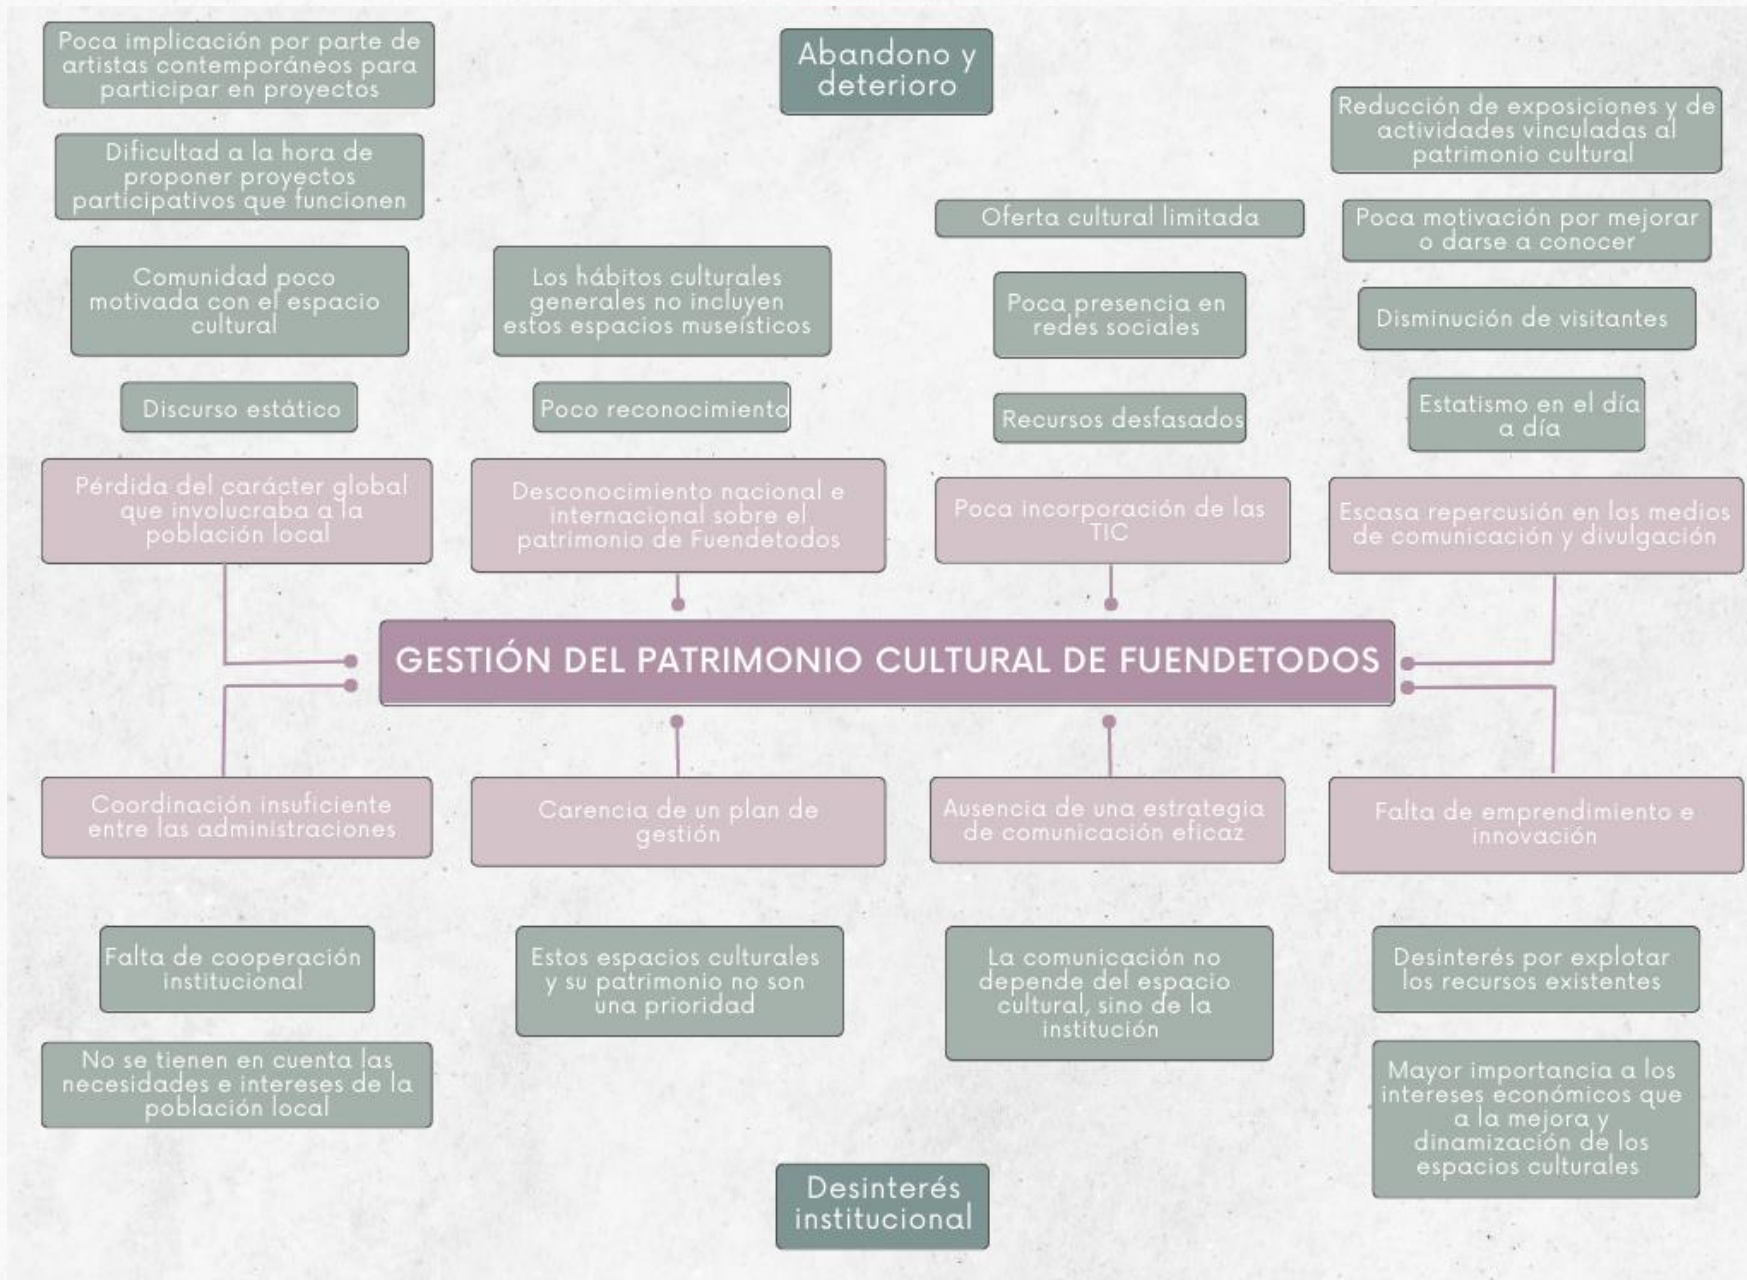 Poca implicación por parte de
artistas contemporáneos para
participar en proyectos
Dificultad a la hora de
proponer proyectos
participativos que funcionen
Comunidad poco
motivada con el espacio
cultural
Discurso estático
Pérdida del carácter global
que involucraba a la
población local
Abandono y
deterioro
Los hábitos culturales
generales no incluyen
estos espacios museísticos
Poco reconocimiento
Desconocimiento nacional e
internacional sobre el
patrimonio de Fuendetodos
Oferta cultural limitada
Poca presencia en
redes sociales
Recursos desfasados
Poca incorporación de las
TIC
Reducción de exposiciones y de
actividades vinculadas al
patrimonio cultural
Poca motivación por mejorar
o darse a conocer
Disminución de visitantes
Estatismo en el día
a día
Escasa repercusión en los medios
de comunicación y divulgación
GESTIÓN DEL PATRIMONIO CULTURAL DE FUENDETODOS
Coordinación insuficiente
entre las administraciones
Falta de cooperación
institucional
No se tienen en cuenta las
necesidades e intereses de la
población local
Carencia de un plan de
gestión
Estos espacios culturales
y su patrimonio no son
una prioridad
Ausencia de una estrategia
de comunicación eficaz
La comunicación no
depende del espacio
cultural, sino de la
institución
Falta de emprendimiento e
innovación
Desinterés por explotar
los recursos existentes
Mayor importancia a los
intereses económicos que
a la mejora y
dinamización de los
espacios culturales
Desinterés
institucional